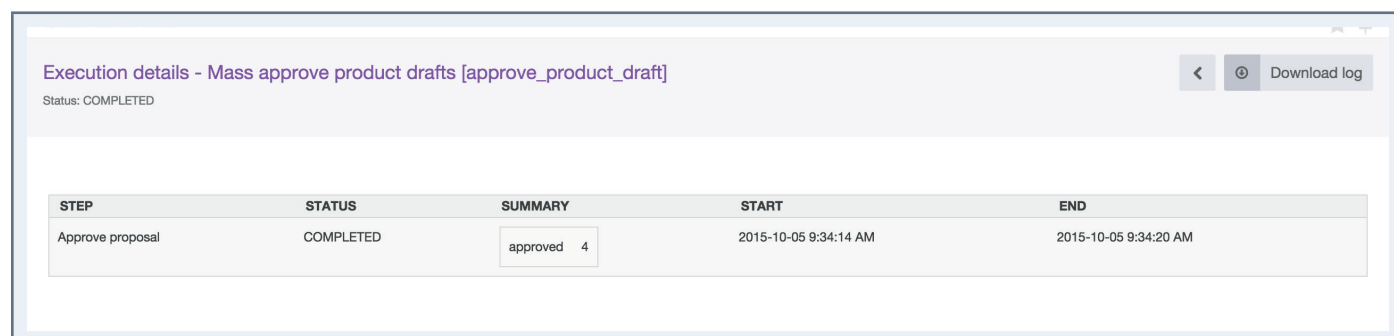 Execution details - Mass approve product drafts [approve_product_draft]
Download log
Status: COMPLETED
STEP STATUS SUMMARY START END
Approve proposal COMPLETED approved 4 2015-10-05 9:34:14 AM 2015-10-05 9:34:20 AM